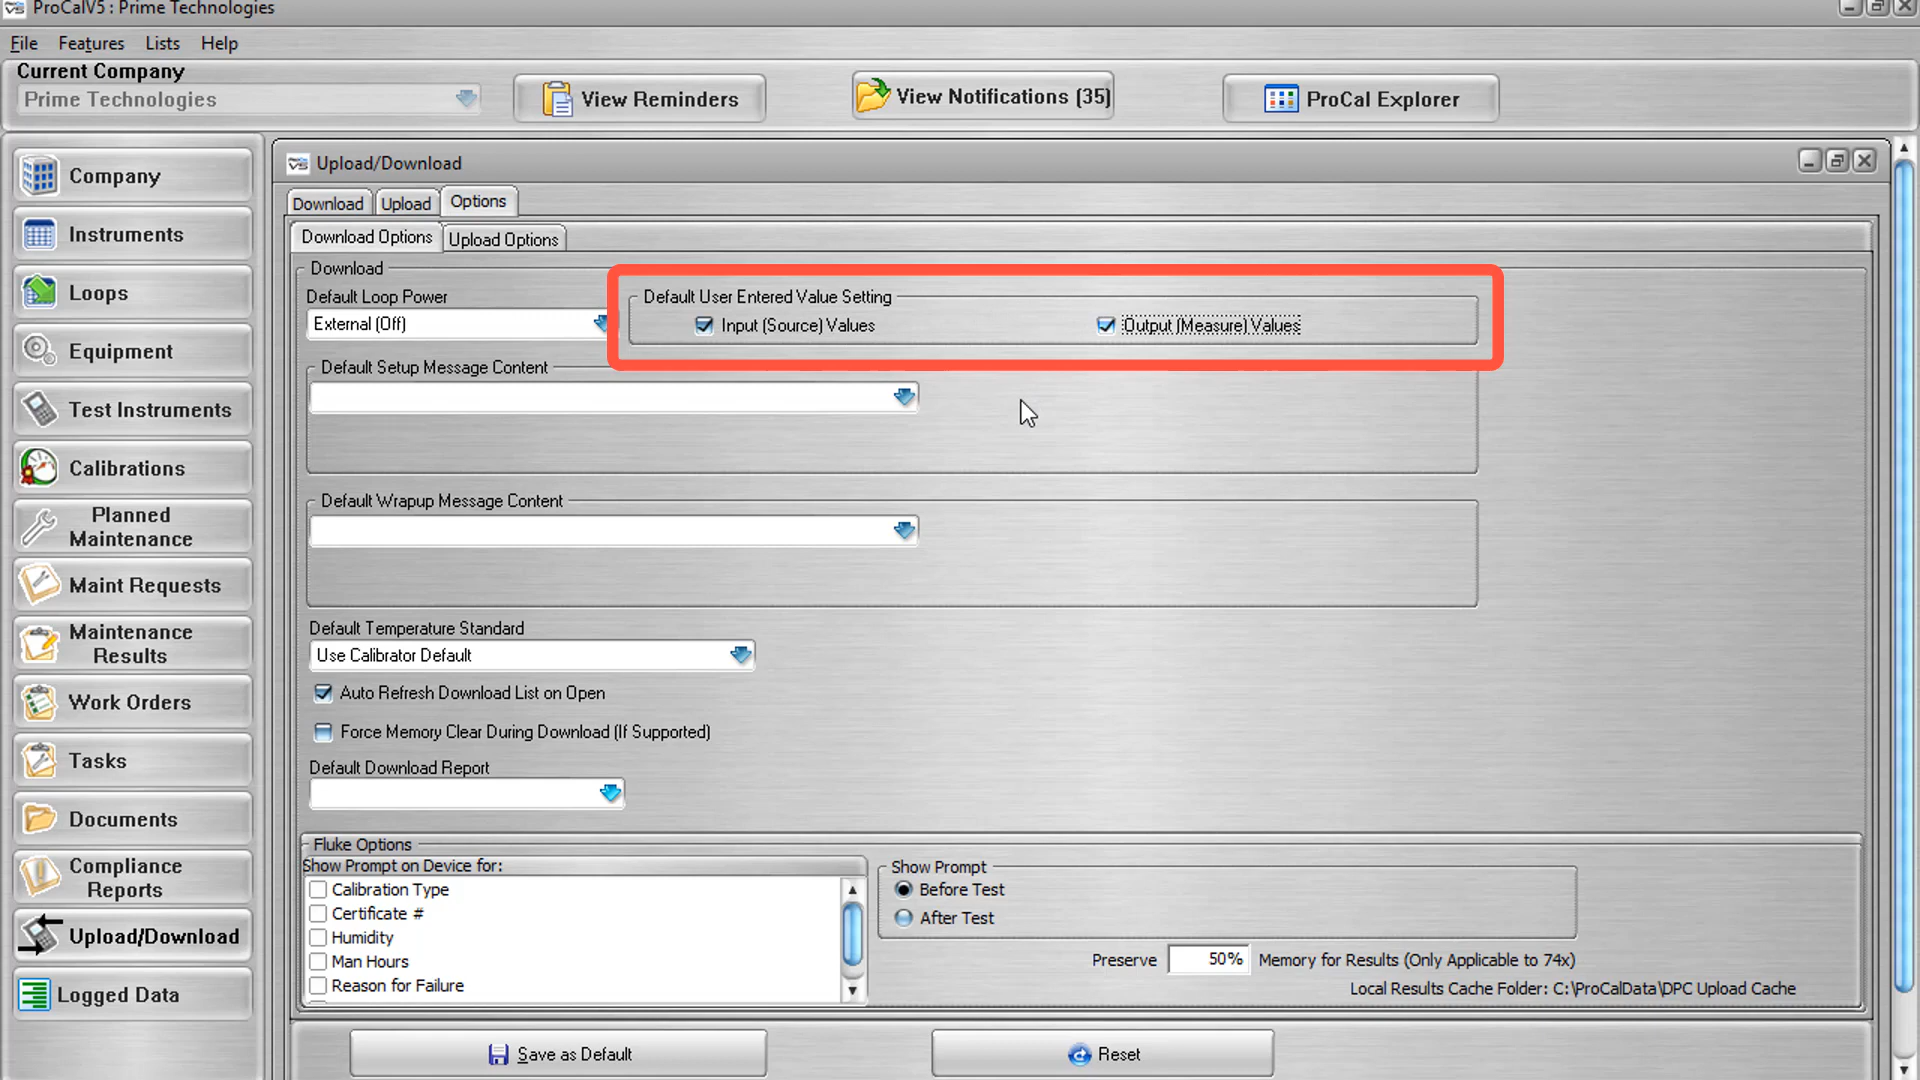 ProCalV5 : Prime Technologies
File Features Lists Help
Current Company
Prime Technologies
View Reminders
View Notifications (35)
ProCal Explorer
Company
Instruments
Loops
Equipment
Test Instruments
Calibrations
Planned
Maintenance
Maint Requests
Maintenance
Results
Work Orders
Tasks
Documents
Compliance
Reports
Upload/Download
Logged Data
Upload/Download
Download Upload Options
Download Options Upload Options
Download
Default Loop Power
External (Off)
Default User Entered Value Setting
Input (Source) Values
Output (Measure) Values
Default Setup Message Content
Default Wrapup Message Content
Default Temperature Standard
Use Calibrator Default
Auto Refresh Download List on Open
Force Memory Clear During Download (If Supported)
Default Download Report
Fluke Options
Show Prompt on Device for:
Calibration Type
Certificate #
Humidity
Man Hours
Reason for Failure
Show Prompt
Before Test
After Test
Preserve 50% Memory for Results (Only Applicable to 74x)
Local Results Cache Folder: C:\ProCalData\DPC Upload Cache
Save as Default
Reset